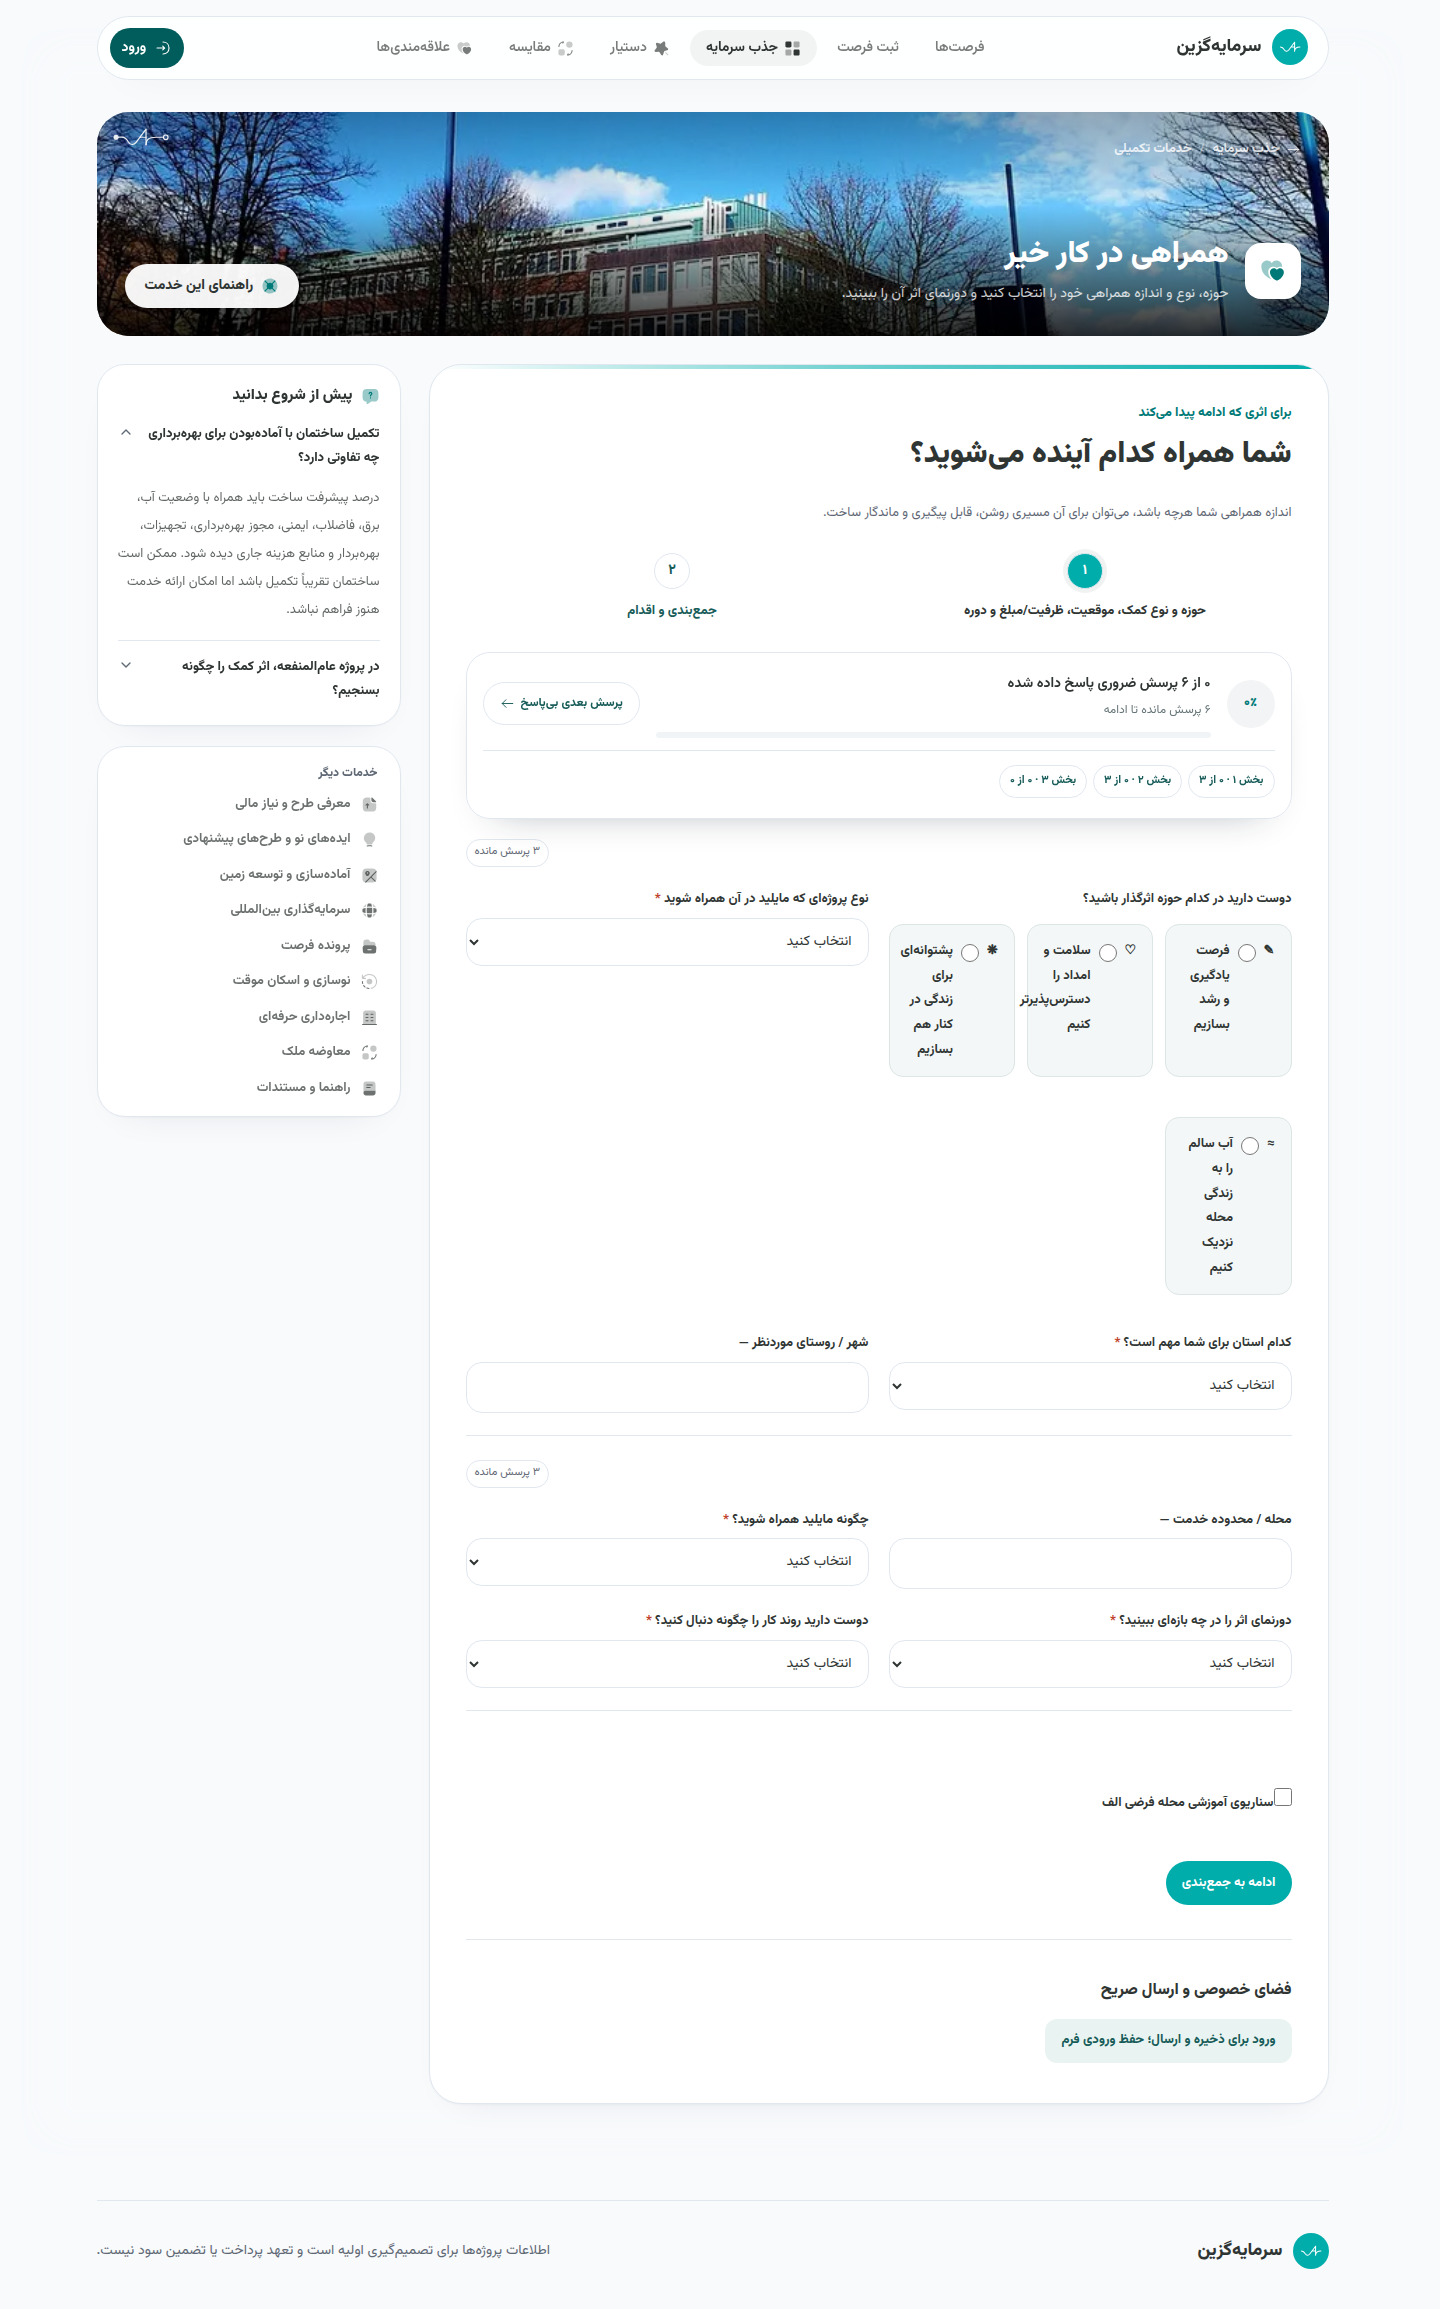 سرمایه‌گزین
فرصت‌ها
ثبت فرصت
جذب سرمایه
دستیار
مقایسه
علاقه‌مندی‌ها
ورود
→ جذب سرمایه / خدمات تکمیلی
همراهی در کار خیر
حوزه، نوع و اندازه همراهی خود را انتخاب کنید و دورنمای اثر آن را ببینید.
راهنمای این خدمت
برای اثری که ادامه پیدا می‌کند
شما همراه کدام آینده می‌شوید؟
اندازه همراهی شما هرچه باشد، می‌توان برای آن مسیری روشن، قابل پیگیری و ماندگار ساخت.
۱
حوزه و نوع کمک، موقعیت، ظرفیت/مبلغ و دوره
۲
جمع‌بندی و اقدام
۰٪
۰ از ۶ پرسش ضروری پاسخ داده شده
۶ پرسش مانده تا ادامه
پرسش بعدی بی‌پاسخ ←
بخش ۱ · ۰ از ۳
بخش ۲ · ۰ از ۳
بخش ۳ · ۰ از ۰
۳ پرسش مانده
دوست دارید در کدام حوزه اثرگذار باشید؟
✎ فرصت
یادگیری
و رشد
بسازیم
♡ سلامت و
امداد را
دسترس‌پذیرتر
کنیم
❋ پشتوانه‌ای
برای
زندگی در
کنار هم
بسازیم
≈ آب سالم
را به
زندگی
محله
نزدیک
کنیم
نوع پروژه‌ای که مایلید در آن همراه شوید *
انتخاب کنید
کدام استان برای شما مهم است؟ *
انتخاب کنید
شهر / روستای موردنظر —
۳ پرسش مانده
محله / محدوده خدمت —
چگونه مایلید همراه شوید؟ *
انتخاب کنید
دورنمای اثر را در چه بازه‌ای ببینید؟ *
انتخاب کنید
دوست دارید روند کار را چگونه دنبال کنید؟ *
انتخاب کنید
سناریوی آموزشی محله فرضی الف
ادامه به جمع‌بندی
فضای خصوصی و ارسال صریح
ورود برای ذخیره و ارسال؛ حفظ ورودی فرم
پیش از شروع بدانید
تکمیل ساختمان با آماده‌بودن برای بهره‌برداری
چه تفاوتی دارد؟
درصد پیشرفت ساخت باید همراه با وضعیت آب،
برق، فاضلاب، ایمنی، مجوز بهره‌برداری، تجهیزات،
بهره‌بردار و منابع هزینه جاری دیده شود. ممکن است
ساختمان تقریباً تکمیل باشد اما امکان ارائه خدمت
هنوز فراهم نباشد.
در پروژه عام‌المنفعه، اثر کمک را چگونه
بسنجیم؟
خدمات دیگر
معرفی طرح و نیاز مالی
ایده‌های نو و طرح‌های پیشنهادی
آماده‌سازی و توسعه زمین
سرمایه‌گذاری بین‌المللی
پرونده فرصت
نوسازی و اسکان موقت
اجاره‌داری حرفه‌ای
معاوضه ملک
راهنما و مستندات
سرمایه‌گزین
اطلاعات پروژه‌ها برای تصمیم‌گیری اولیه است و تعهد پرداخت یا تضمین سود نیست.